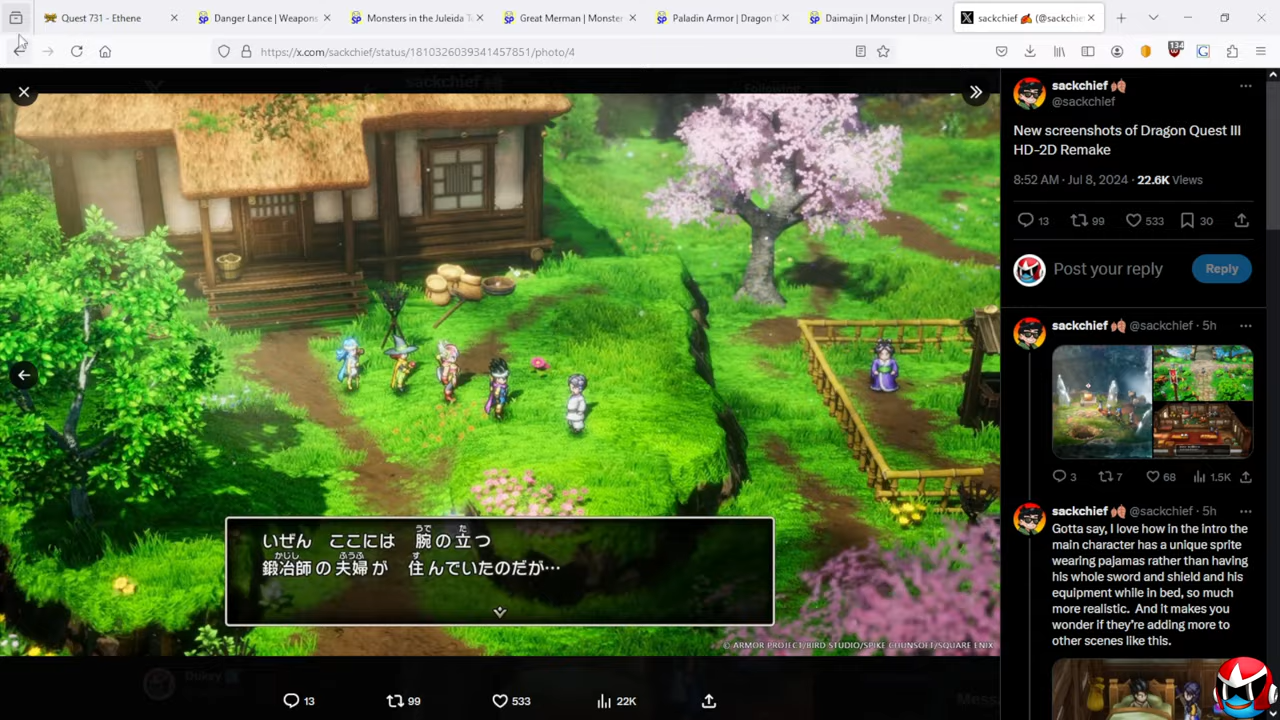 Quest 731 - Ethene
Danger Lance | Weapons
Monsters in the Juleida To
Great Merman | Monster
Paladin Armor | Dragon Q
Daimajin | Monster | Drag
sackchief (@sackchie
https://x.com/sackchief/status/1810326039341457851/photo/4
134
sackchief
@sackchief
New screenshots of Dragon Quest III
HD-2D Remake
8:52 AM · Jul 8, 2024 · 22.6K Views
13 99 533 30
Post your reply
Reply
sackchief @sackchief · 5h
3 7 68 1.5K
sackchief @sackchief · 5h
Gotta say, I love how in the intro the
main character has a unique sprite
wearing pajamas rather than having
his whole sword and shield and his
equipment while in bed, so much
more realistic. And it makes you
wonder if they're adding more to
other scenes like this.
うで た
いぜん ここには 腕の立つ
かじし ふうふ す
鍛冶師の夫婦が 住んでいたのだが…
© ARMOR PROJECT/BIRD STUDIO/SPIKE CHUNSOFT/SQUARE ENIX
Dukey
13 99 533 22K